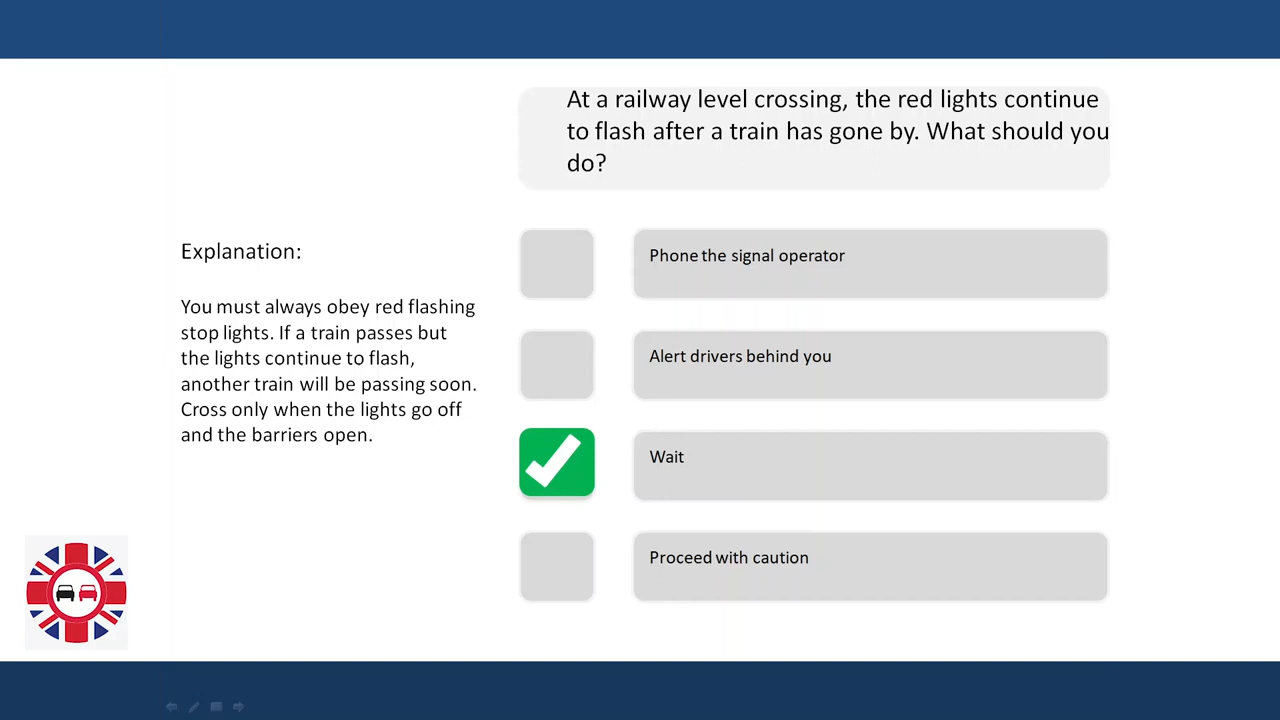 At a railway level crossing, the red lights continue
to flash after a train has gone by. What should you
do?
Explanation:
You must always obey red flashing
stop lights. If a train passes but
the lights continue to flash,
another train will be passing soon.
Cross only when the lights go off
and the barriers open.
Phone the signal operator
Alert drivers behind you
Wait
Proceed with caution